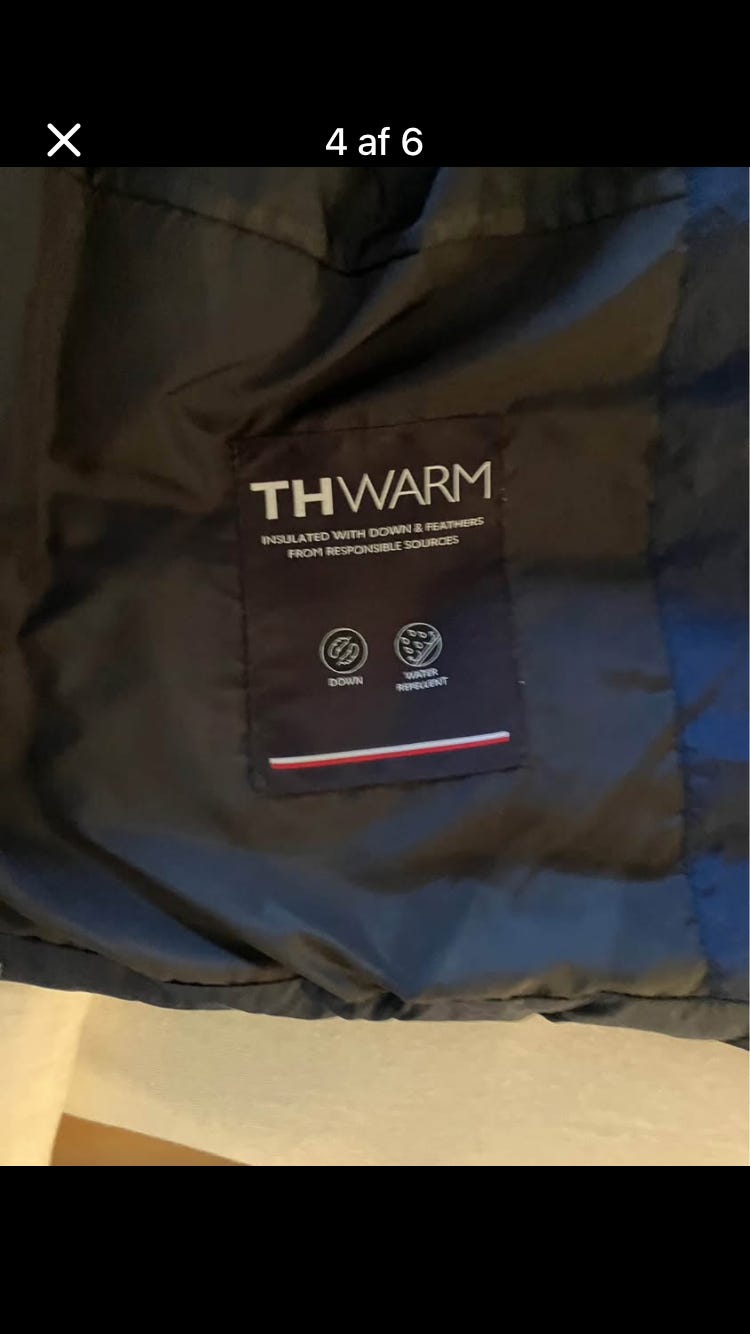 4 af 6
THWARM
INSULATED WITH DOWN & FEATHERS
FROM RESPONSIBLE SOURCES
DOWN
WATER
REPELLENT